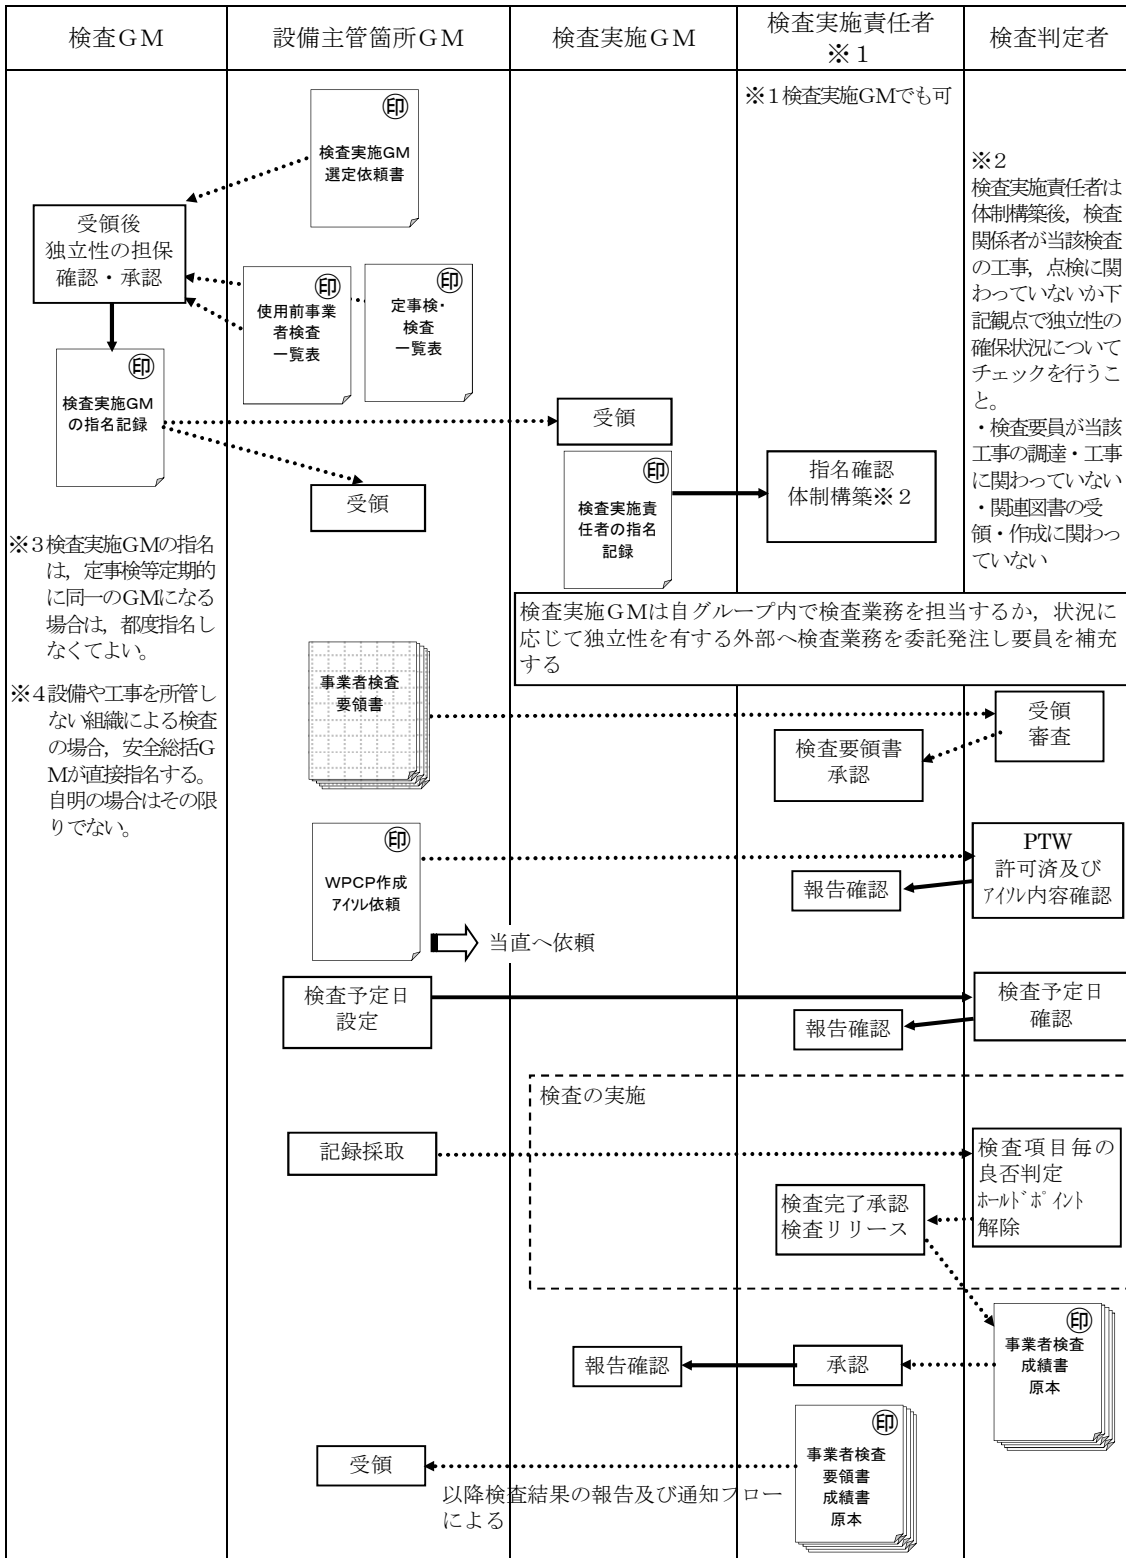 検査GM
設備主管箇所GM
検査実施GM
検査実施責任者
※1
検査判定者
※1検査実施GMでも可
印
検査実施GM
選定依頼書
※2
検査実施責任者は
体制構築後，検査
関係者が当該検査
の工事，点検に関
わっていないか下
記観点で独立性の
確保状況について
チェックを行うこ
と。
・検査要員が当該
工事の調達・工事
に関わっていない
・関連図書の受
領・作成に関わっ
ていない
受領後
独立性の担保
確認・承認
印
使用前事業
者検査
一覧表
印
定事検・
検査
一覧表
印
検査実施GM
の指名記録
受領
受領
印
検査実施責
任者の指名
記録
指名確認
体制構築※2
※3検査実施GMの指名
は，定事検等定期的
に同一のGMになる
場合は，都度指名し
なくてよい。
※4設備や工事を所管し
ない組織による検査
の場合，安全総括G
Mが直接指名する。
自明の場合はその限
りでない。
検査実施GMは自グループ内で検査業務を担当するか，状況に
応じて独立性を有する外部へ検査業務を委託発注し要員を補充
する
事業者検査
要領書
受領
審査
検査要領書
承認
印
WPCP作成
ｱｲｿﾚ依頼
PTW
許可済及び
ｱｲｿﾚ内容確認
報告確認
当直へ依頼
検査予定日
設定
検査予定日
確認
報告確認
検査の実施
記録採取
検査項目毎の
良否判定
ﾎｰﾙﾄﾞﾎﾟｲﾝﾄ
解除
検査完了承認
検査リリース
印
事業者検査
成績書
原本
承認
報告確認
印
事業者検査
要領書
成績書
原本
受領
以降検査結果の報告及び通知フロー
による